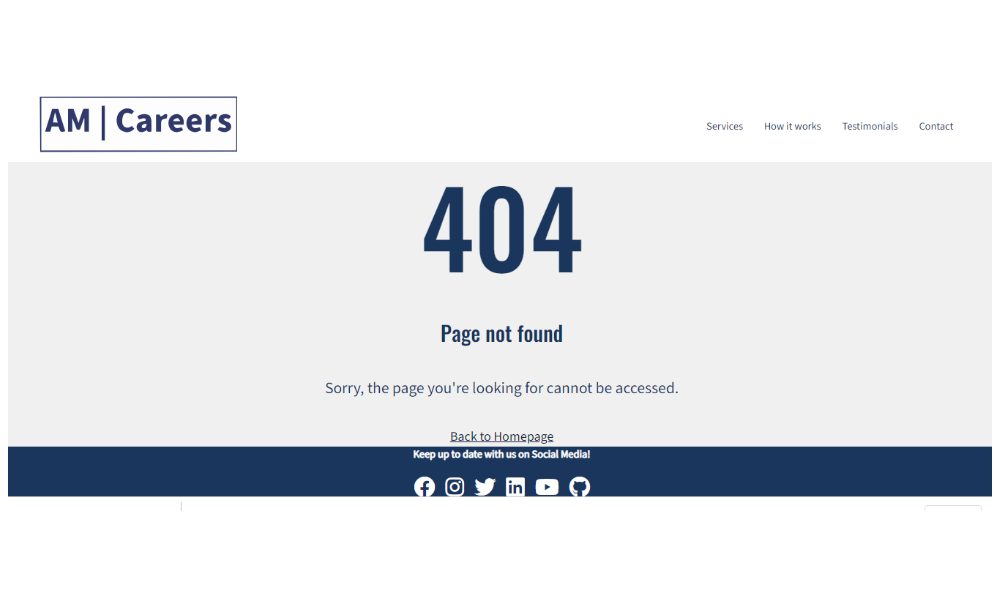 AM | Careers
Services How it works Testimonials Contact
404
Page not found
Sorry, the page you're looking for cannot be accessed.
Back to Homepage
Keep up to date with us on Social Media!